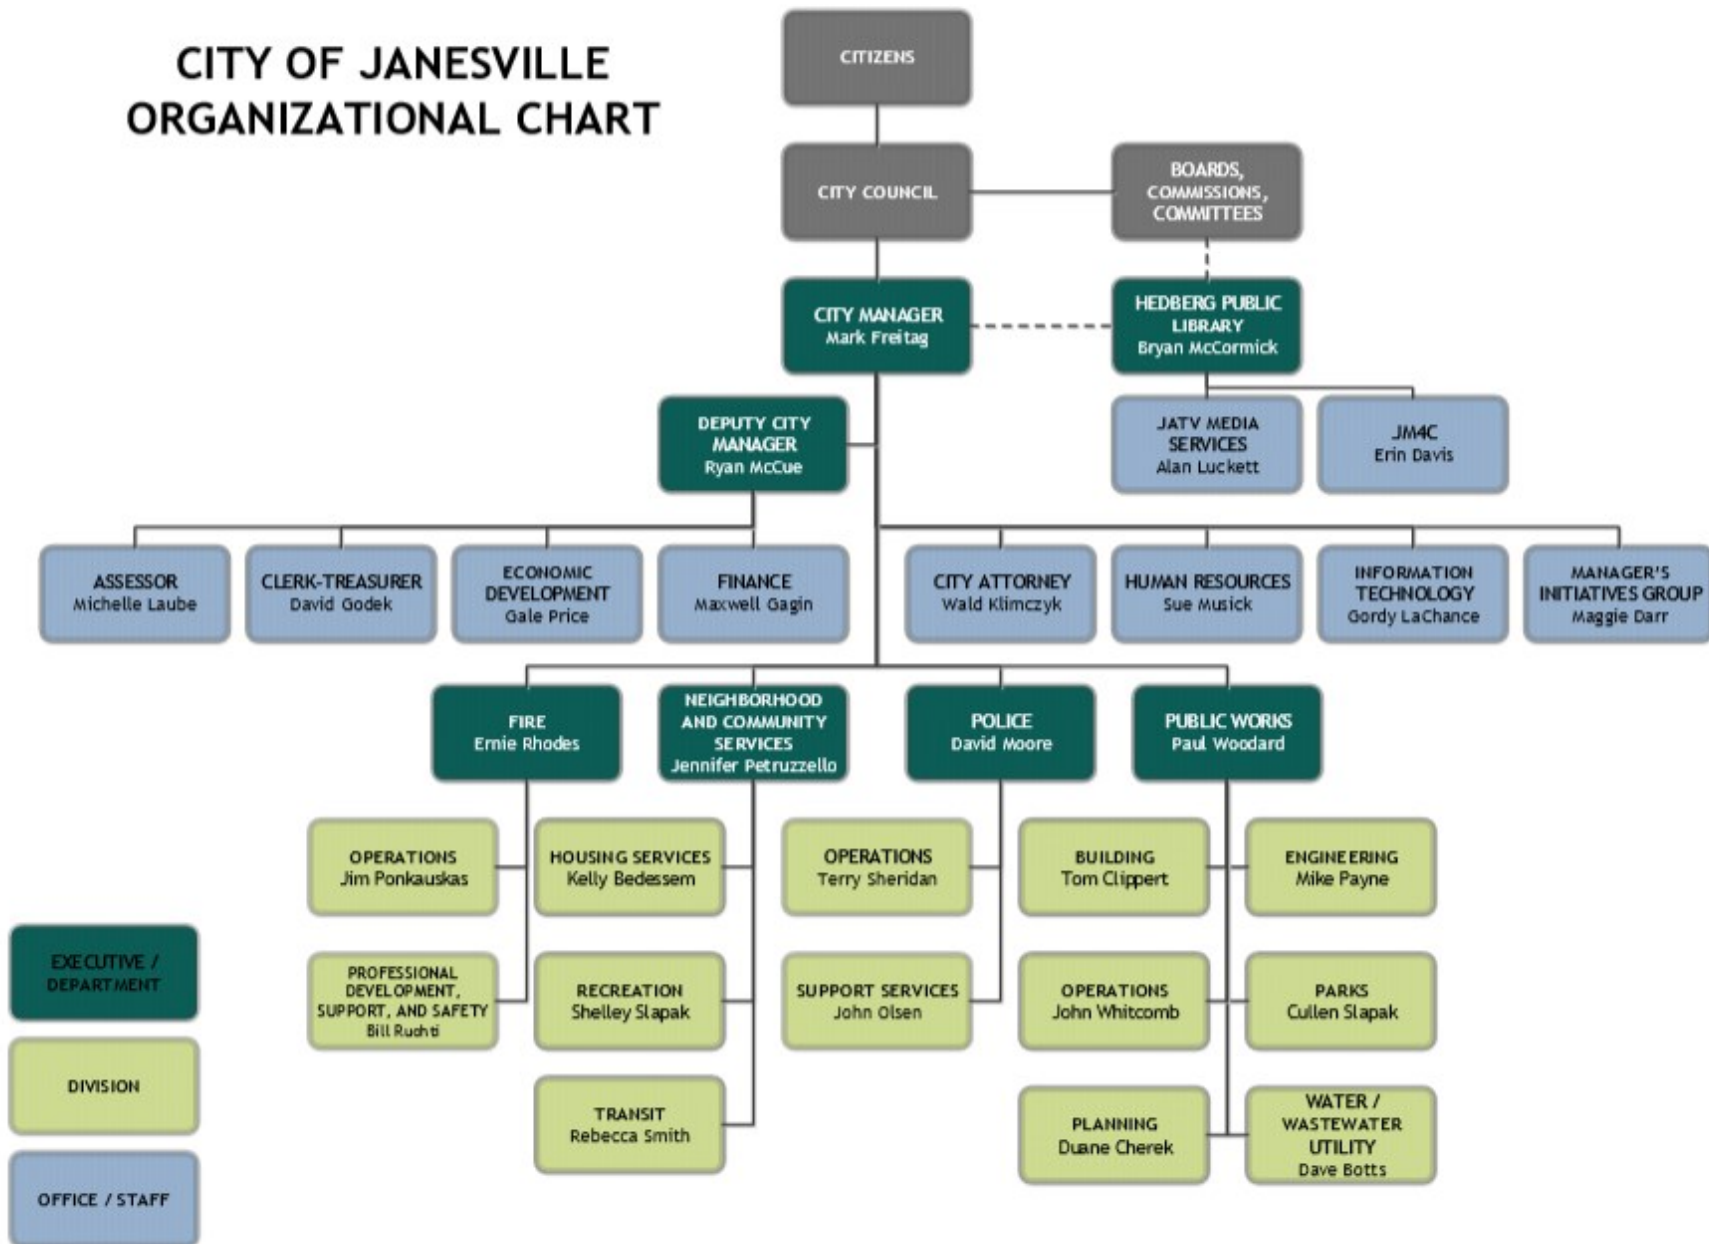 CITY OF JANESVILLE
ORGANIZATIONAL CHART
CITIZENS
CITY COUNCIL
BOARDS,
COMMISSIONS,
COMMITTEES
CITY MANAGER
Mark Freitag
HEDBERG PUBLIC
LIBRARY
Bryan McCormick
DEPUTY CITY
MANAGER
Ryan McCue
JATV MEDIA
SERVICES
Alan Luckett
JM4C
Erin Davis
ASSESSOR
Michelle Laube
CLERK-TREASURER
David Godek
ECONOMIC
DEVELOPMENT
Gale Price
FINANCE
Maxwell Gagin
CITY ATTORNEY
Wald Klimczyk
HUMAN RESOURCES
Sue Musick
INFORMATION
TECHNOLOGY
Gordy LaChance
MANAGER'S
INITIATIVES GROUP
Maggie Darr
FIRE
Ernie Rhodes
NEIGHBORHOOD
AND COMMUNITY
SERVICES
Jennifer Petruzzello
POLICE
David Moore
PUBLIC WORKS
Paul Woodard
OPERATIONS
Jim Ponkauskas
HOUSING SERVICES
Kelly Bedessem
OPERATIONS
Terry Sheridan
BUILDING
Tom Clippert
ENGINEERING
Mike Payne
PROFESSIONAL
DEVELOPMENT,
SUPPORT, AND SAFETY
Bill Ruchti
RECREATION
Shelley Slapak
SUPPORT SERVICES
John Olsen
OPERATIONS
John Whitcomb
PARKS
Cullen Slapak
TRANSIT
Rebecca Smith
PLANNING
Duane Cherek
WATER /
WASTEWATER
UTILITY
Dave Botts
EXECUTIVE /
DEPARTMENT
DIVISION
OFFICE / STAFF